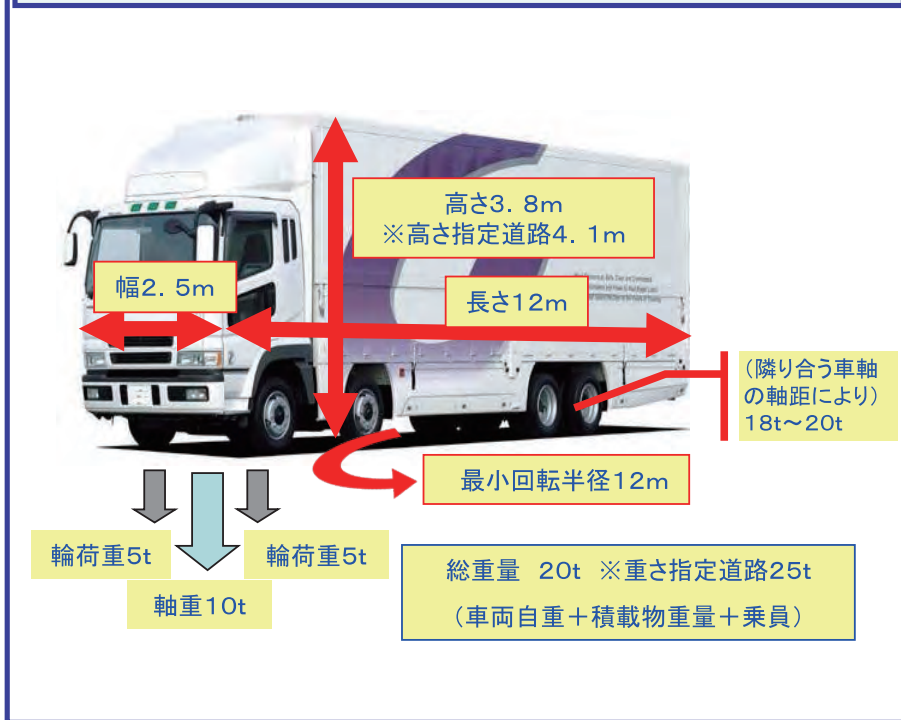 高さ3.8m
※高さ指定道路4.1m
幅2.5m
長さ12m
(隣り合う車軸
の軸距により)
18t~20t
最小回転半径12m
輪荷重5t
輪荷重5t
軸重10t
総重量 20t ※重さ指定道路25t
(車両自重+積載物重量+乗員)